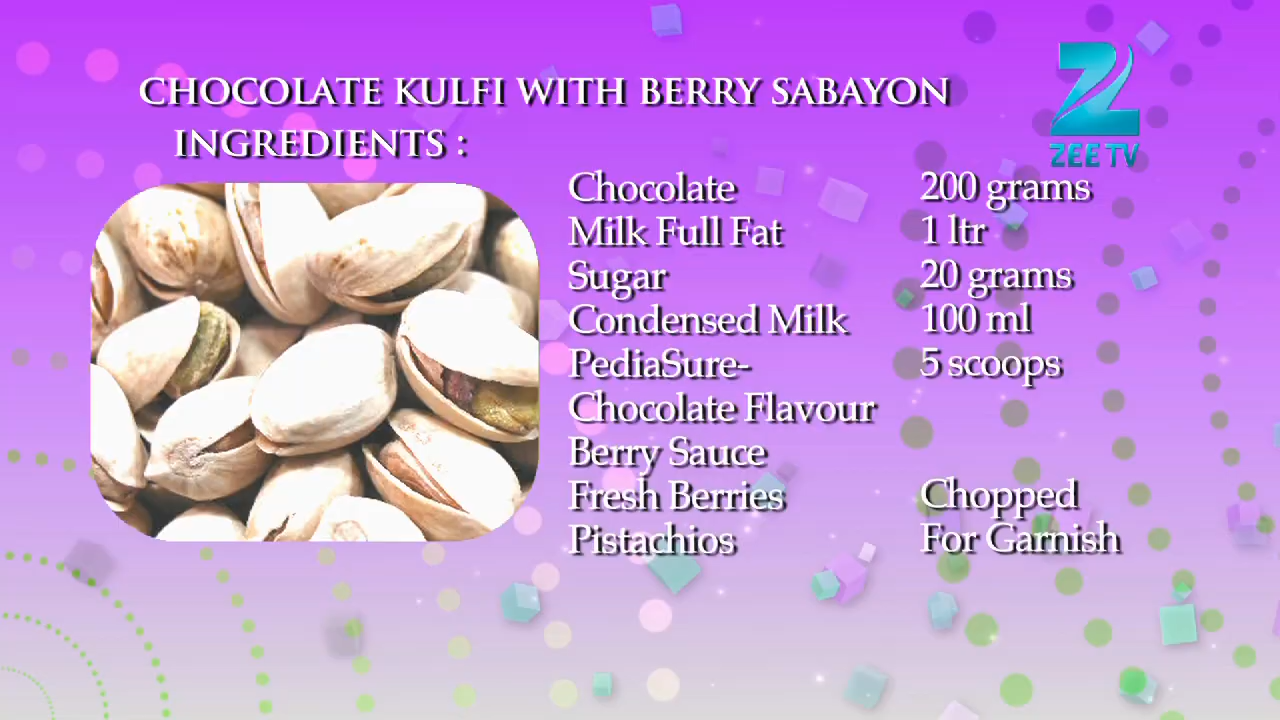 CHOCOLATE KULFI WITH BERRY SABAYON
INGREDIENTS :
ZEE TV
Chocolate 200 grams
Milk Full Fat 1 ltr
Sugar 20 grams
Condensed Milk 100 ml
PediaSure- 5 scoops
Chocolate Flavour
Berry Sauce
Fresh Berries Chopped
Pistachios For Garnish